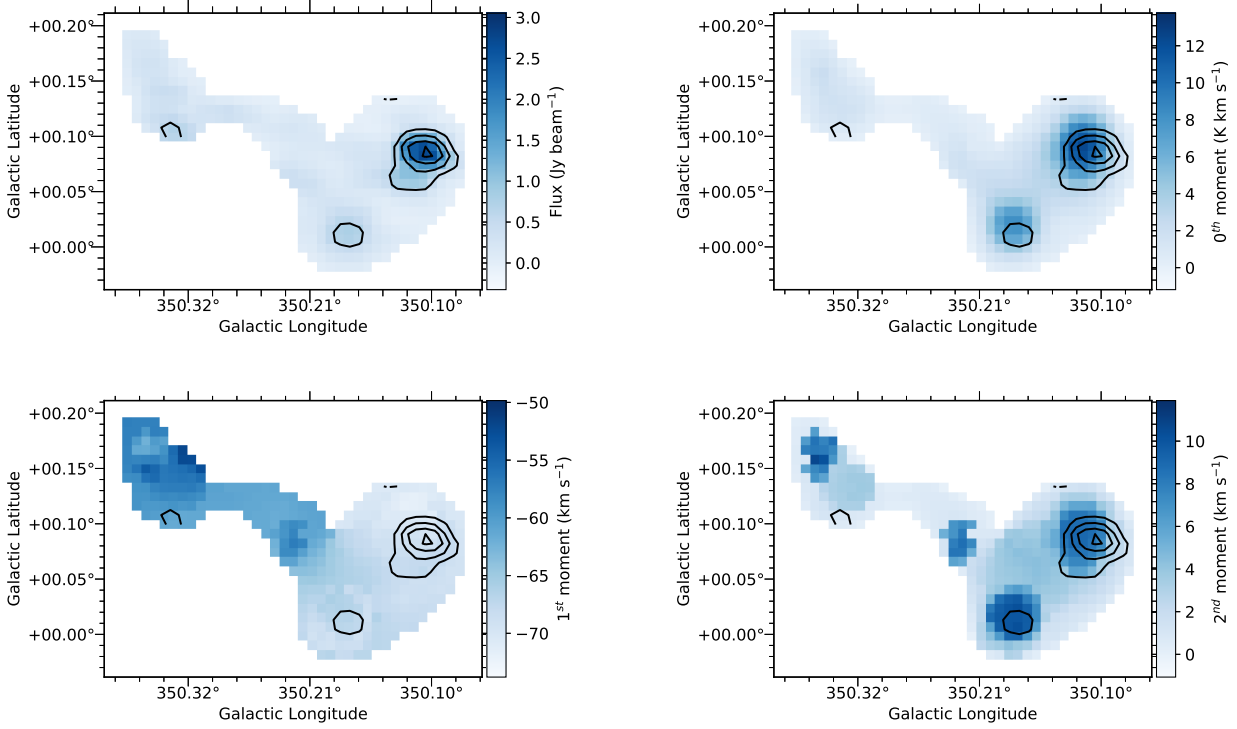 +00.20°
+00.15°
+00.10°
+00.05°
+00.00°
Galactic Latitude
350.32° 350.21° 350.10°
Galactic Longitude
3.0
2.5
2.0
1.5
1.0
0.5
0.0
Flux (Jy beam⁻¹)
+00.20°
+00.15°
+00.10°
+00.05°
+00.00°
Galactic Latitude
350.32° 350.21° 350.10°
Galactic Longitude
12
10
8
6
4
2
0
0ᵗʰ moment (K km s⁻¹)
+00.20°
+00.15°
+00.10°
+00.05°
+00.00°
Galactic Latitude
350.32° 350.21° 350.10°
Galactic Longitude
−50
−55
−60
−65
−70
1ˢᵗ moment (km s⁻¹)
+00.20°
+00.15°
+00.10°
+00.05°
+00.00°
Galactic Latitude
350.32° 350.21° 350.10°
Galactic Longitude
10
8
6
4
2
0
2ⁿᵈ moment (km s⁻¹)